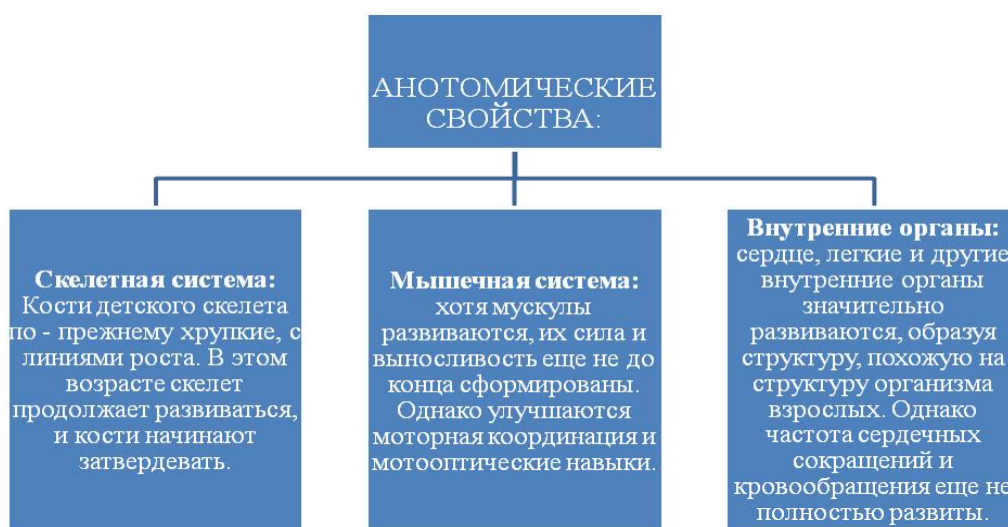 АНОТОМИЧЕСКИЕ
СВОЙСТВА:
Скелетная система:
Кости детского скелета
по - прежнему хрупкие, с
линиями роста. В этом
возрасте скелет
продолжает развиваться,
и кости начинают
затвердевать.
Мышечная система:
хотя мускулы
развиваются, их сила и
выносливость еще не до
конца сформированы.
Однако улучшаются
моторная координация и
мотооптические навыки.
Внутренние органы:
сердце, легкие и другие
внутренние органы
значительно
развиваются, образуя
структуру, похожую на
структуру организма
взрослых. Однако
частота сердечных
сокращений и
кровообращения еще не
полностью развиты.